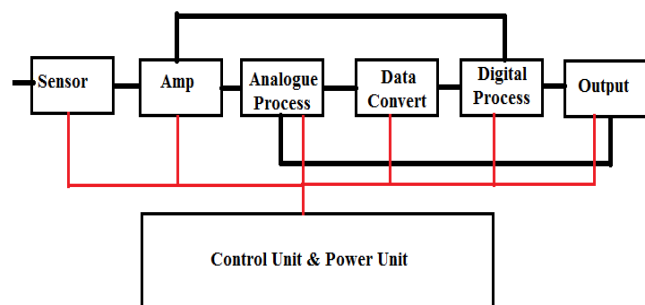 Sensor
Amp
Analogue
Process
Data
Convert
Digital
Process
Output
Control Unit & Power Unit